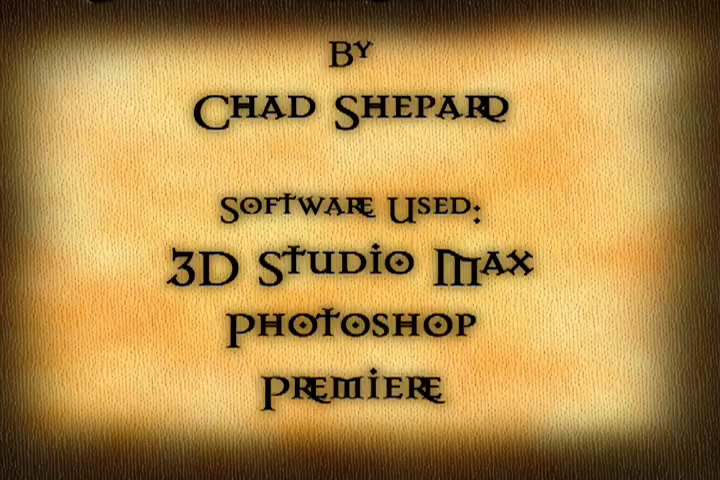 By
Chad Shepard
Software Used:
3D Studio Max
Photoshop
Premiere